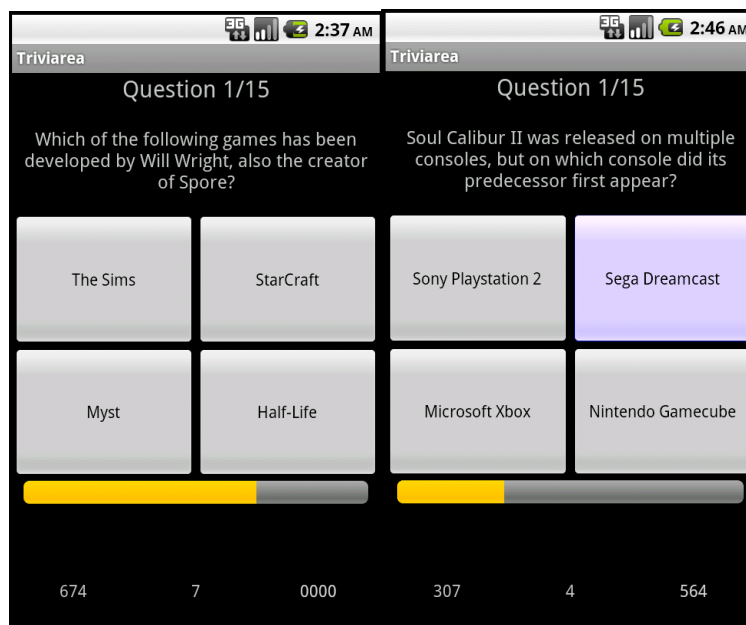 3G 2:37 AM
Triviarea
Question 1/15
Which of the following games has been
developed by Will Wright, also the creator
of Spore?
The Sims
StarCraft
Myst
Half-Life
674 7 0000
3G 2:46 AM
Triviarea
Question 1/15
Soul Calibur II was released on multiple
consoles, but on which console did its
predecessor first appear?
Sony Playstation 2
Sega Dreamcast
Microsoft Xbox
Nintendo Gamecube
307 4 564